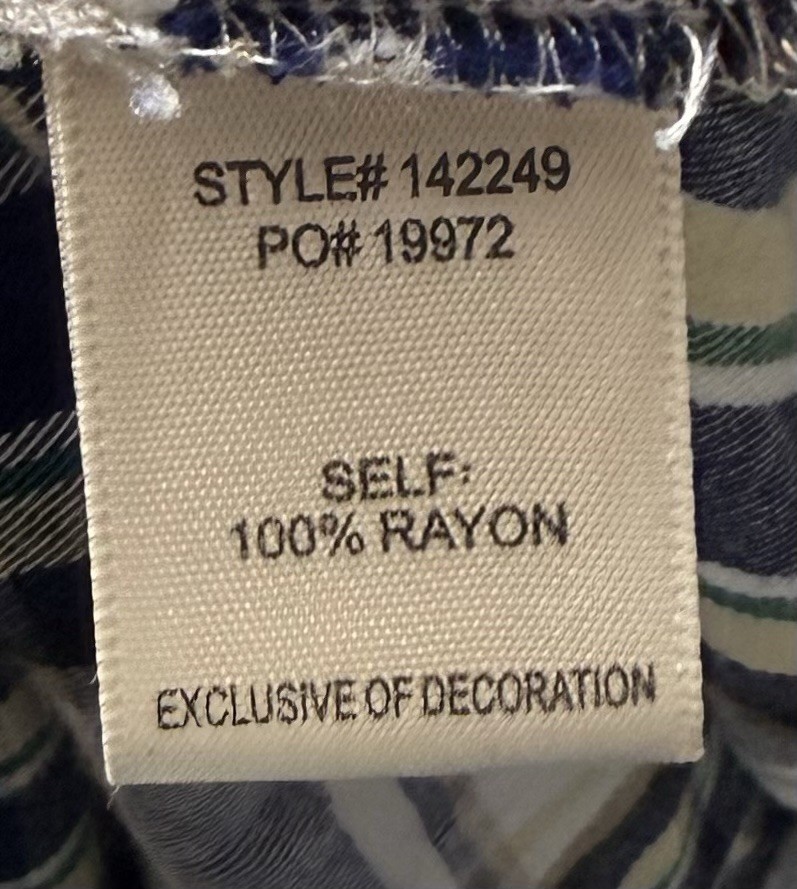 STYLE# 142249
PO# 19972
SELF:
100% RAYON
EXCLUSIVE OF DECORATION